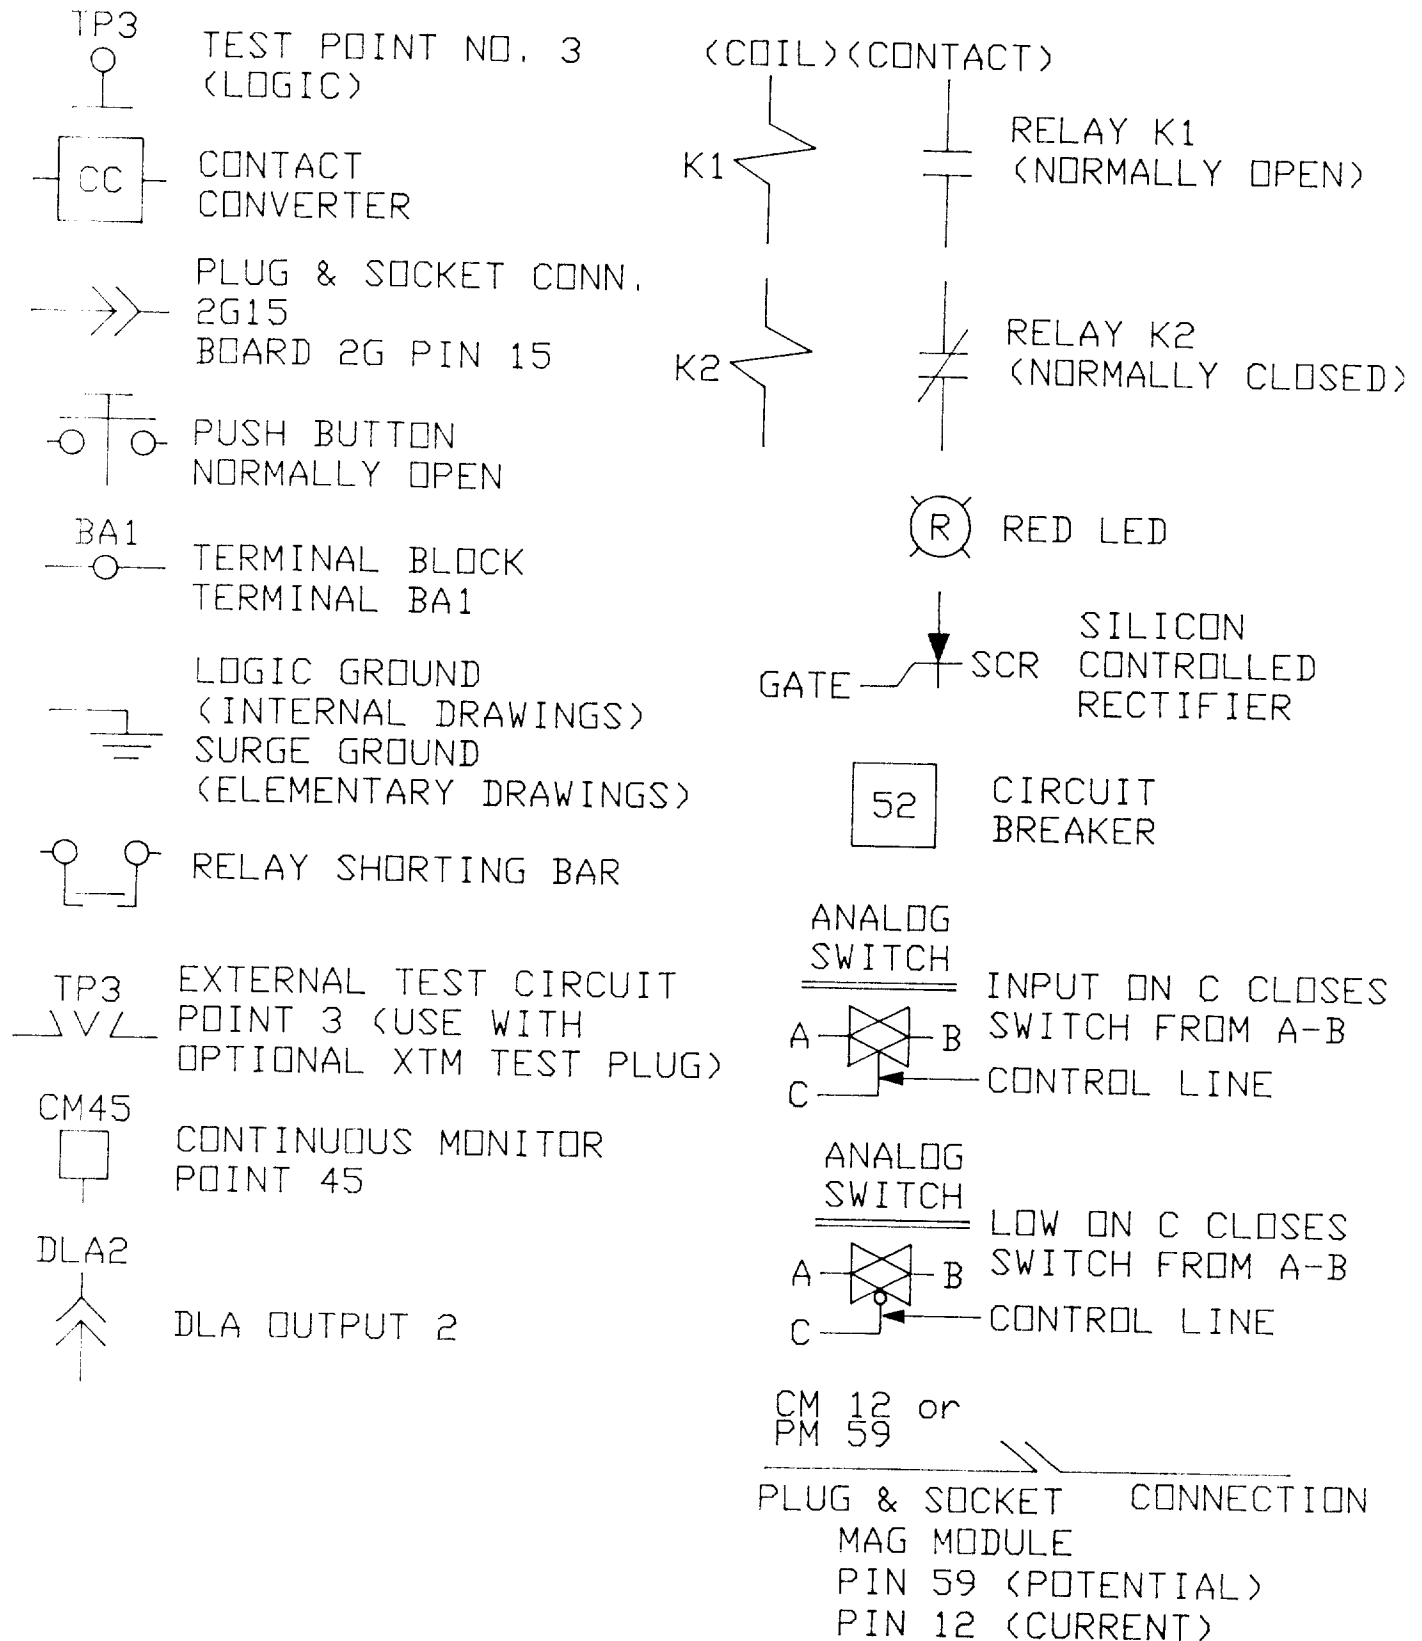 TP3
TEST POINT NO. 3
(LOGIC)
CC
CONTACT
CONVERTER
PLUG & SOCKET CONN.
2G15
BOARD 2G PIN 15
PUSH BUTTON
NORMALLY OPEN
BA1
TERMINAL BLOCK
TERMINAL BA1
LOGIC GROUND
(INTERNAL DRAWINGS)
SURGE GROUND
(ELEMENTARY DRAWINGS)
RELAY SHORTING BAR
TP3
EXTERNAL TEST CIRCUIT
POINT 3 (USE WITH
OPTIONAL XTM TEST PLUG)
CM45
CONTINUOUS MONITOR
POINT 45
DLA2
DLA OUTPUT 2
(COIL) (CONTACT)
K1
RELAY K1
(NORMALLY OPEN)
K2
RELAY K2
(NORMALLY CLOSED)
R
RED LED
GATE
SCR
SILICON
CONTROLLED
RECTIFIER
52
CIRCUIT
BREAKER
ANALOG
SWITCH
INPUT ON C CLOSES
SWITCH FROM A-B
A
B
C
CONTROL LINE
ANALOG
SWITCH
LOW ON C CLOSES
SWITCH FROM A-B
A
B
C
CONTROL LINE
CM 12 or
PM 59
PLUG & SOCKET CONNECTION
MAG MODULE
PIN 59 (POTENTIAL)
PIN 12 (CURRENT)